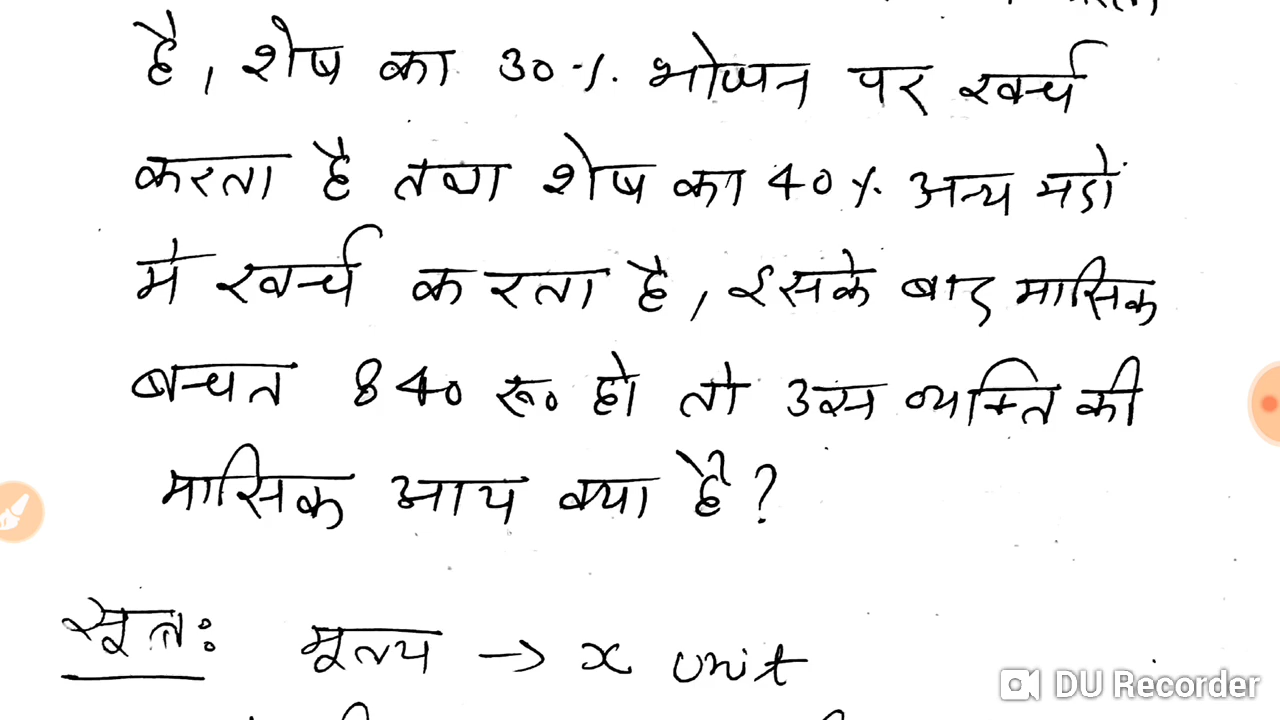 है, शेष का 30% भोजन पर खर्च
करता है तथा शेष का 40% अन्य मदो
मे खर्च करता है, इसके बाद मासिक
बचत 840 रू० हो तो उस व्यक्ति की
मासिक आय क्या है?
सूत्र: मूल्य → x unit
DU Recorder